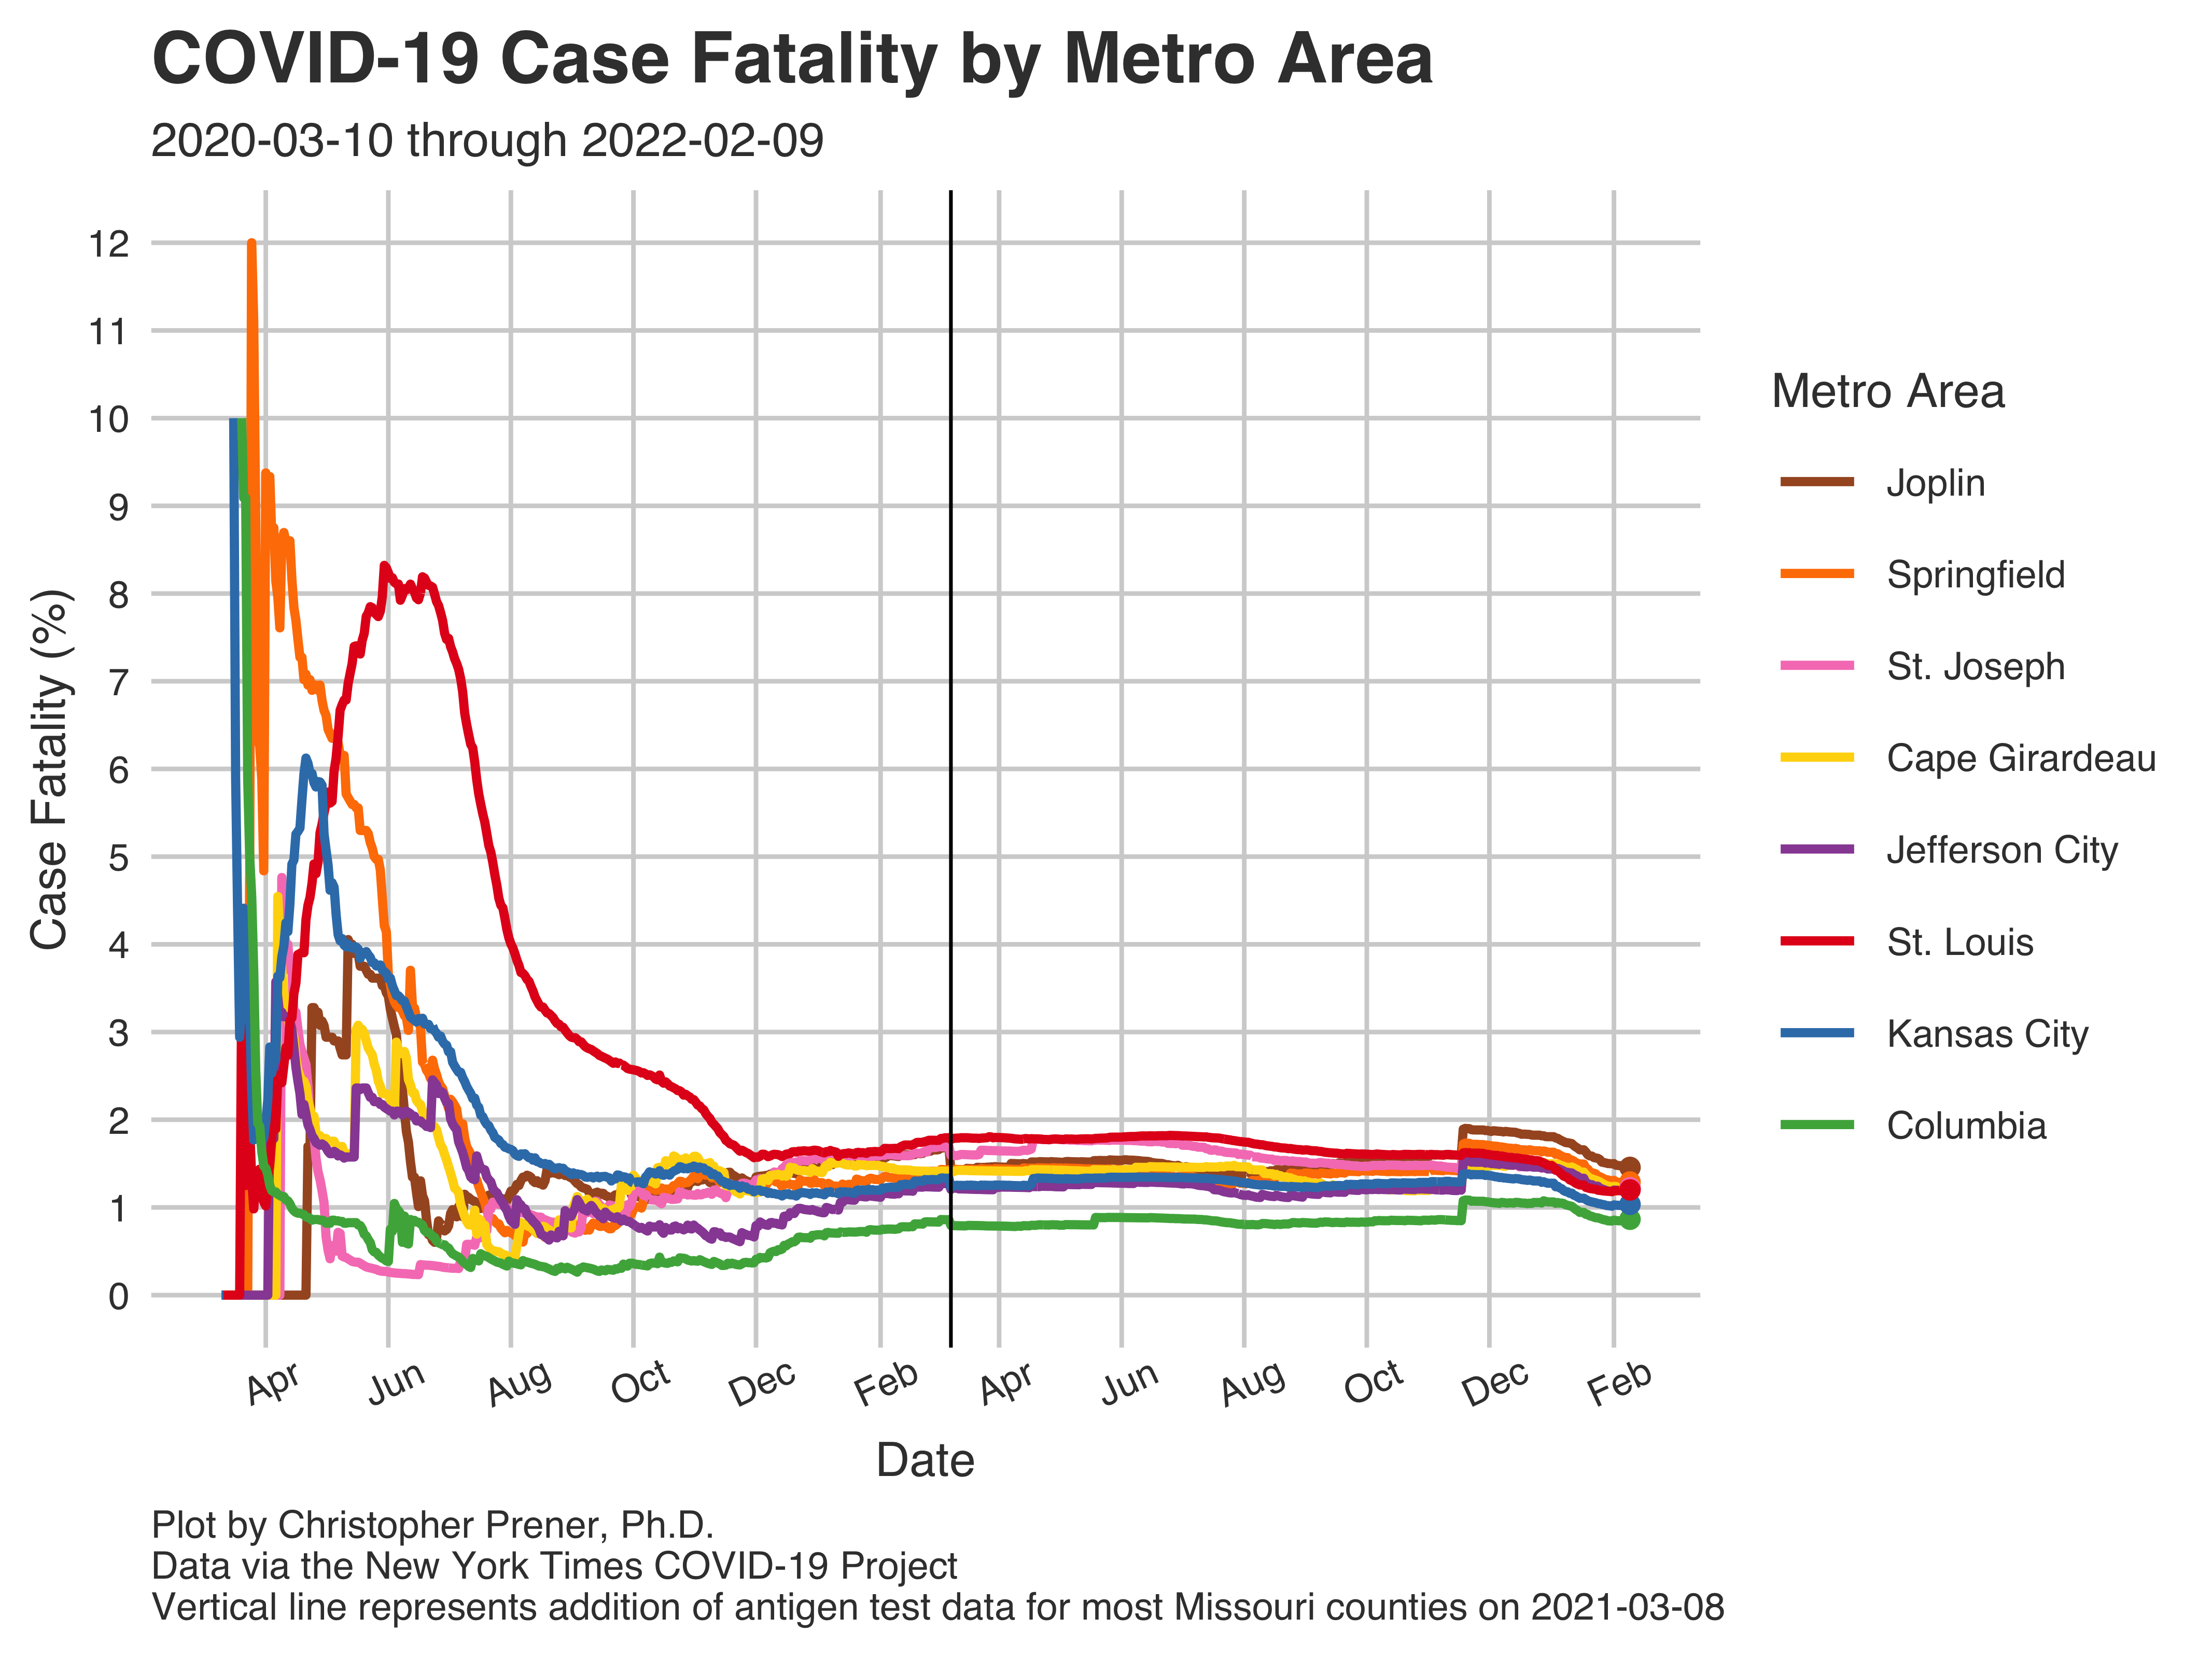 COVID-19 Case Fatality by Metro Area
2020-03-10 through 2022-02-09
Case Fatality (%)
12
11
10
9
8
7
6
5
4
3
2
1
0
Apr
Jun
Aug
Oct
Dec
Feb
Apr
Jun
Aug
Oct
Dec
Feb
Date
Metro Area
Joplin
Springfield
St. Joseph
Cape Girardeau
Jefferson City
St. Louis
Kansas City
Columbia
Plot by Christopher Prener, Ph.D.
Data via the New York Times COVID-19 Project
Vertical line represents addition of antigen test data for most Missouri counties on 2021-03-08